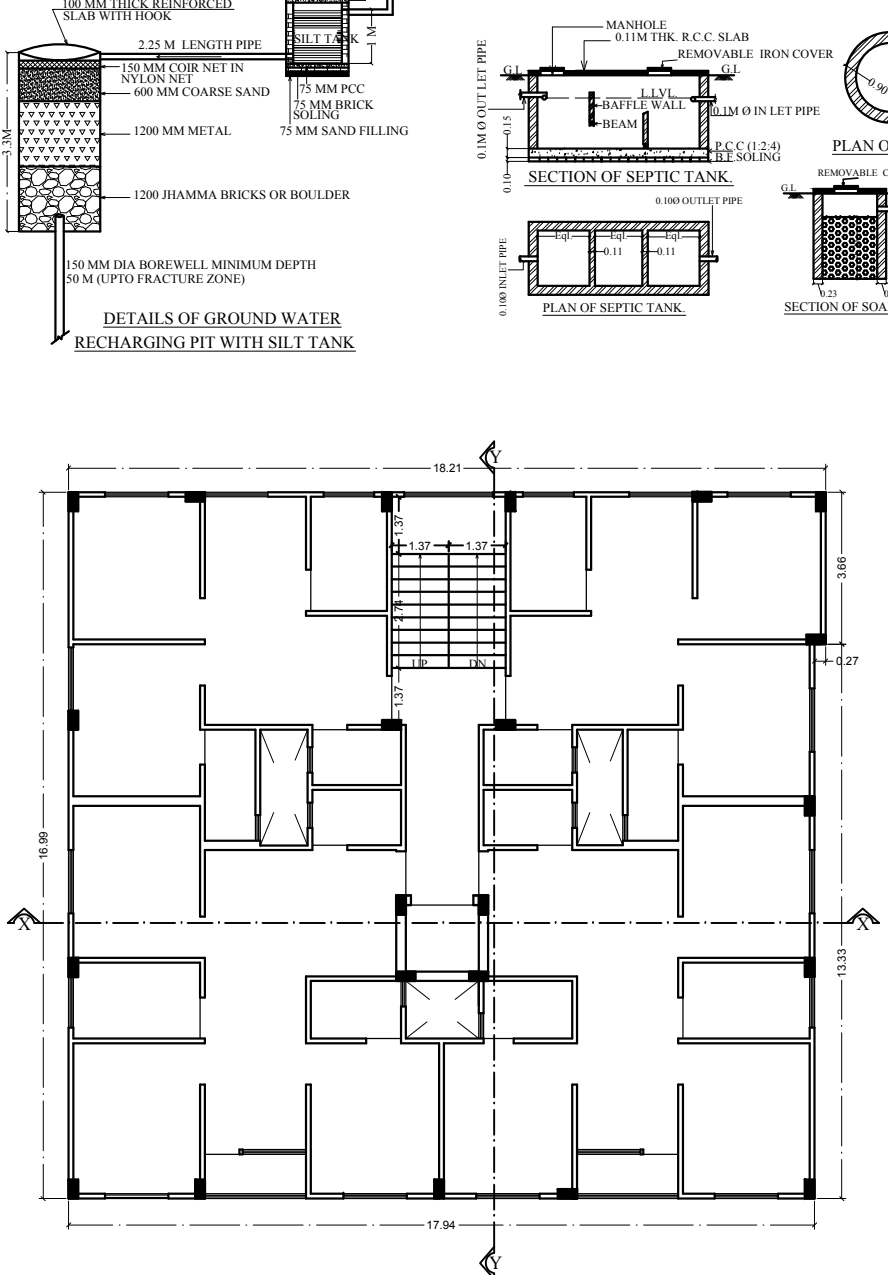 100 MM THICK REINFORCED
SLAB WITH HOOK
2.25 M LENGTH PIPE
SILT TANK
1 M
150 MM COIR NET IN
NYLON NET
600 MM COARSE SAND
75 MM PCC
75 MM BRICK
SOLING
75 MM SAND FILLING
1200 MM METAL
3.3M
1200 JHAMMA BRICKS OR BOULDER
150 MM DIA BOREWELL MINIMUM DEPTH
50 M (UPTO FRACTURE ZONE)
DETAILS OF GROUND WATER
RECHARGING PIT WITH SILT TANK
MANHOLE
0.11M THK. R.C.C. SLAB
REMOVABLE IRON COVER
G.L
G.L
0.1M Ø OUT LET PIPE
L.LVL.
BAFFLE WALL
BEAM
0.1M Ø IN LET PIPE
0.15
P.C.C (1:2:4)
B.F.SOLING
0.10
SECTION OF SEPTIC TANK.
0.10Ø OUTLET PIPE
0.10Ø INLET PIPE
Eql.
Eql.
Eql.
0.11
0.11
PLAN OF SEPTIC TANK.
0.90
PLAN O
REMOVABLE C
G.L
0.23
SECTION OF SOA
Y
18.21
1.37
1.37
1.37
2.74
UP
DN
1.37
3.66
0.27
16.99
X
X
13.33
17.94
Y